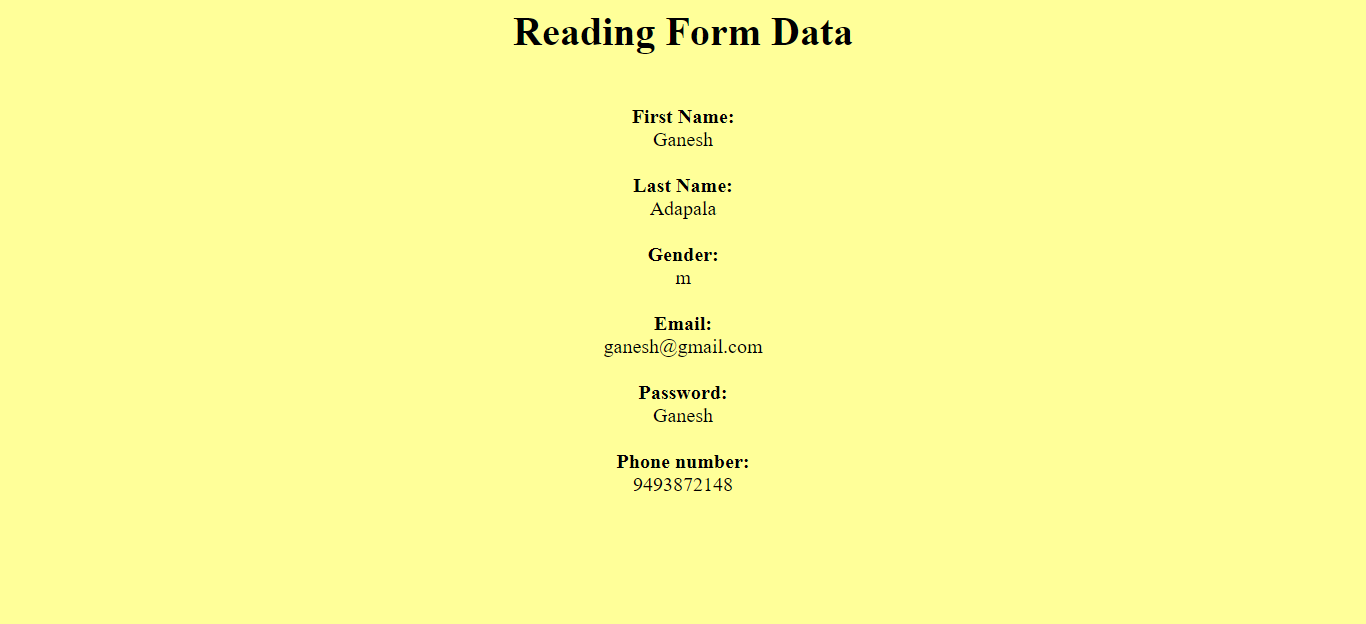 Reading Form Data
First Name:
Ganesh
Last Name:
Adapala
Gender:
m
Email:
ganesh@gmail.com
Password:
Ganesh
Phone number:
9493872148